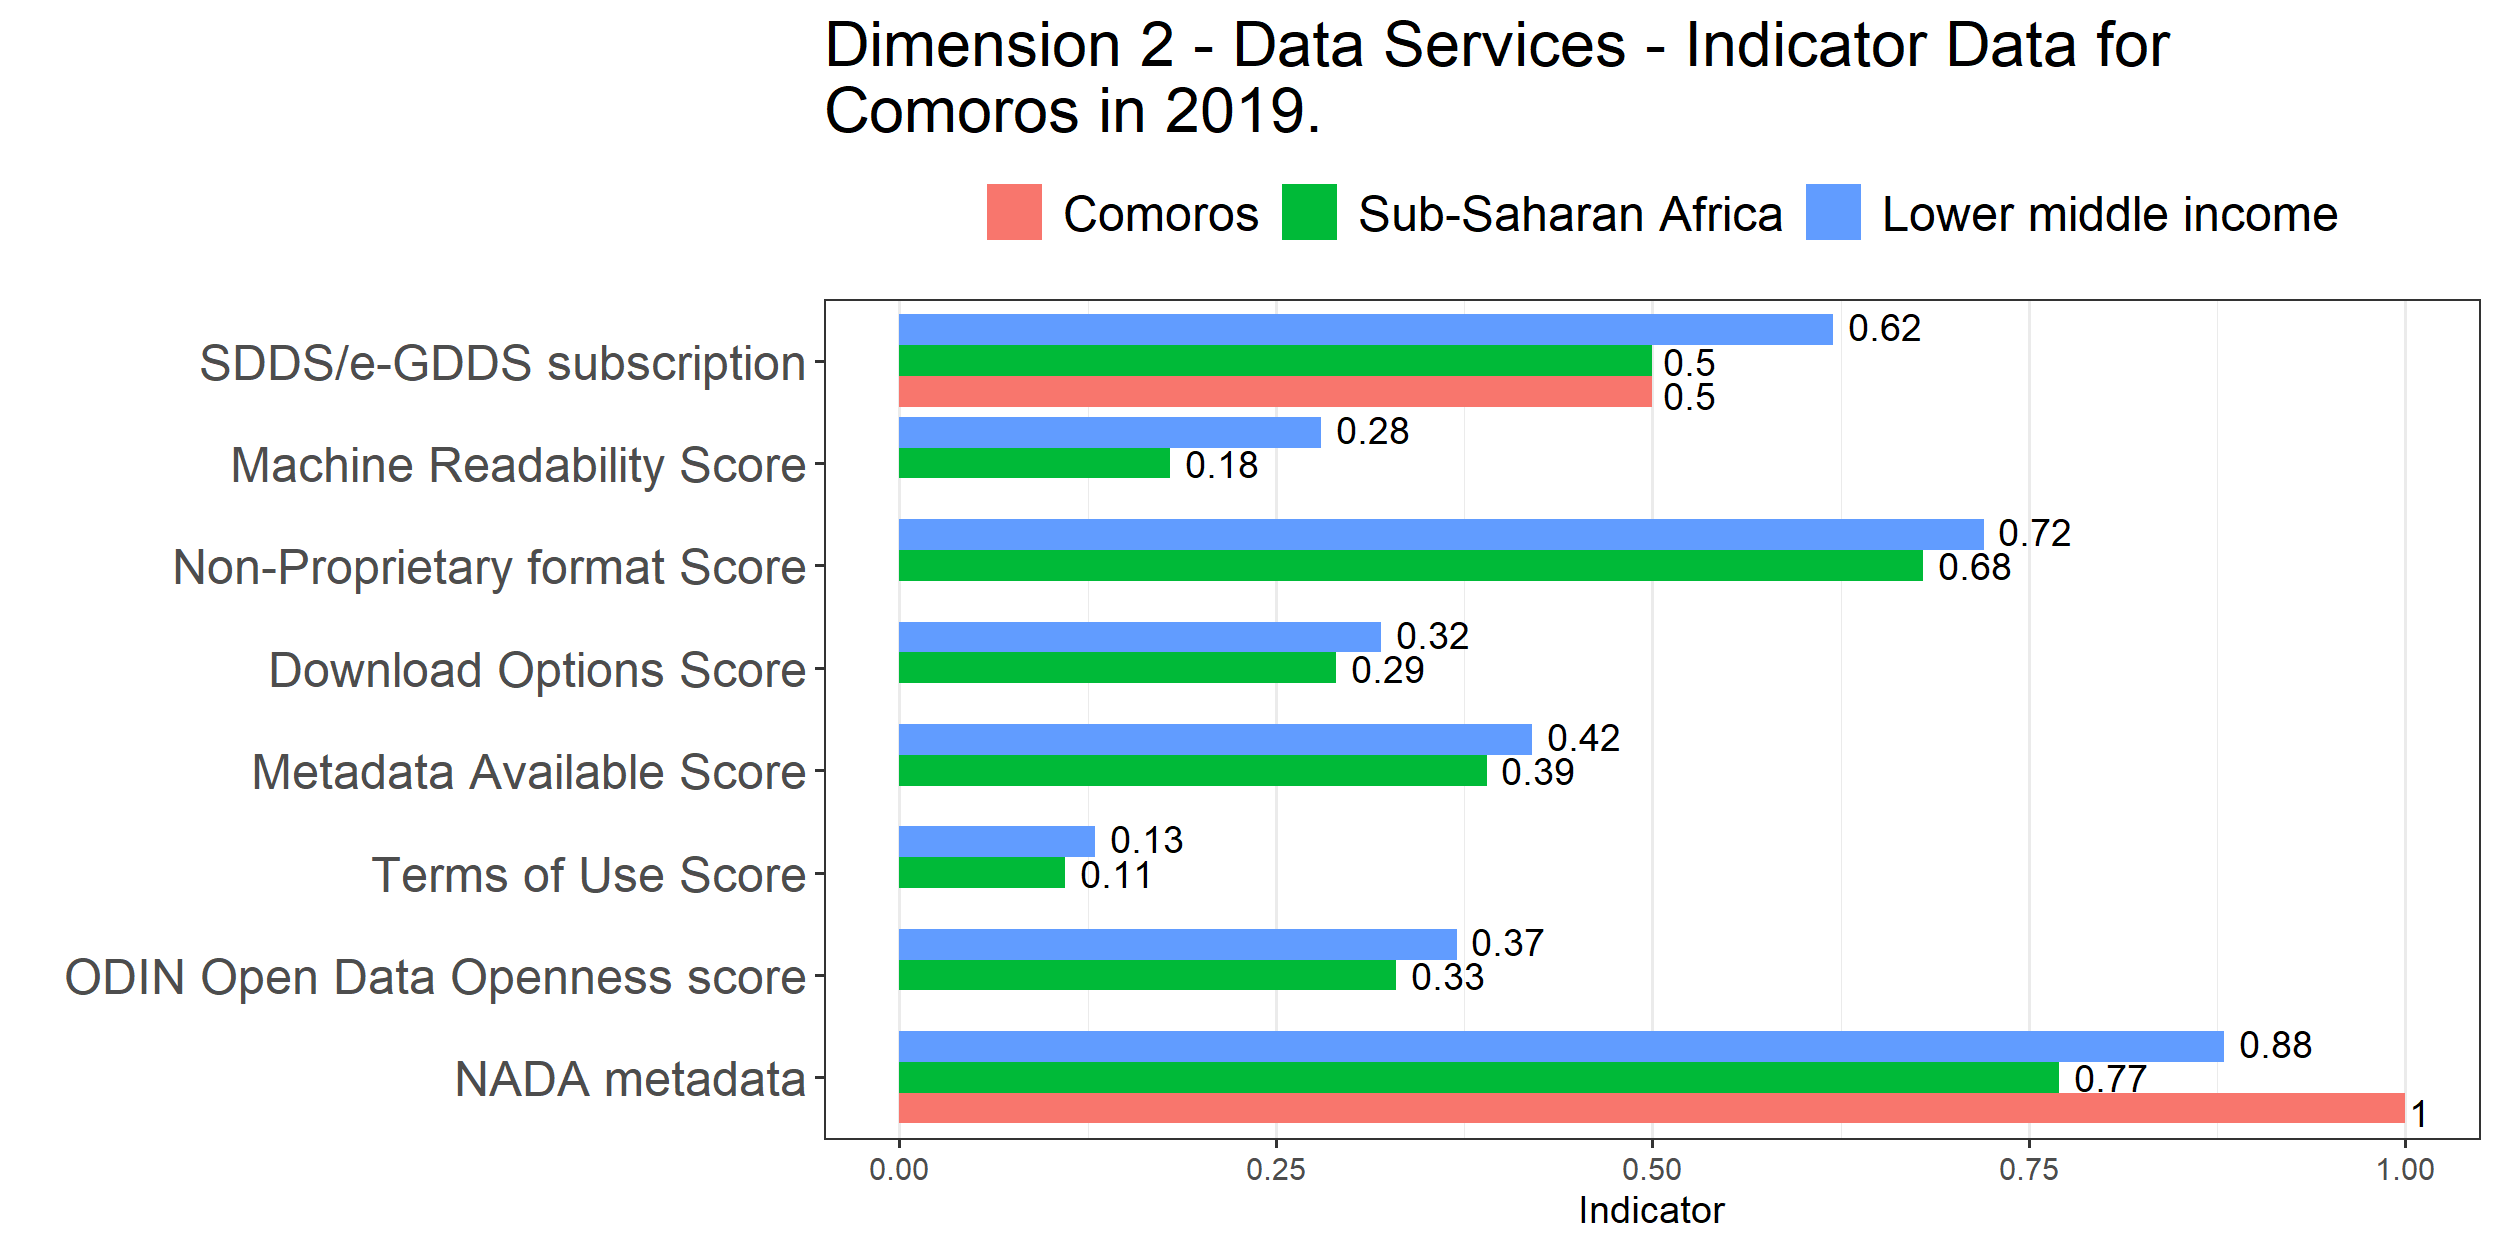 Dimension 2 - Data Services - Indicator Data for
Comoros in 2019.
Comoros
Sub-Saharan Africa
Lower middle income
SDDS/e-GDDS subscription
0.62
0.5
0.5
Machine Readability Score
0.28
0.18
Non-Proprietary format Score
0.72
0.68
Download Options Score
0.32
0.29
Metadata Available Score
0.42
0.39
Terms of Use Score
0.13
0.11
ODIN Open Data Openness score
0.37
0.33
NADA metadata
0.88
0.77
1
0.00
0.25
0.50
0.75
1.00
Indicator